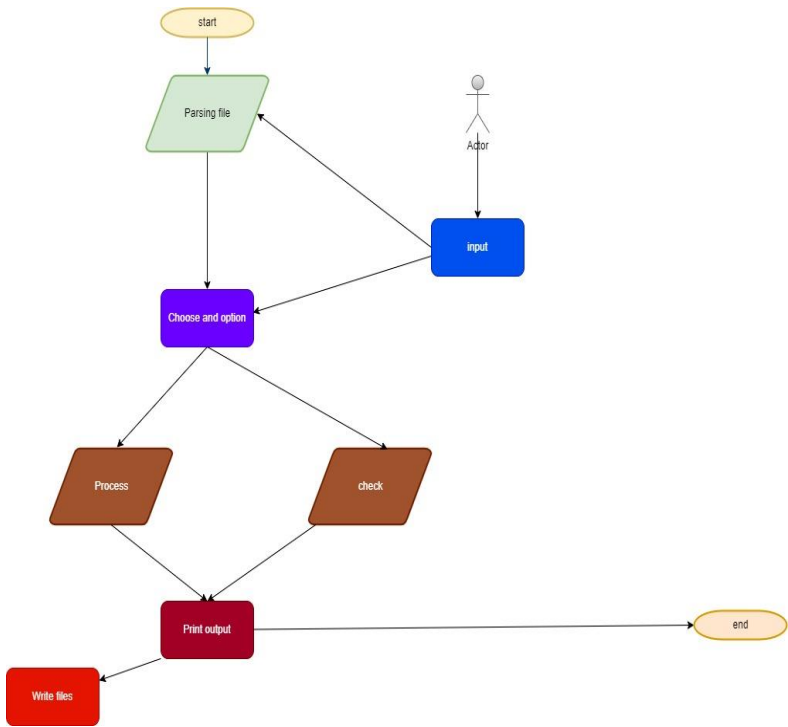 start
Parsing file
Actor
input
Choose and option
Process
check
Print output
end
Write files